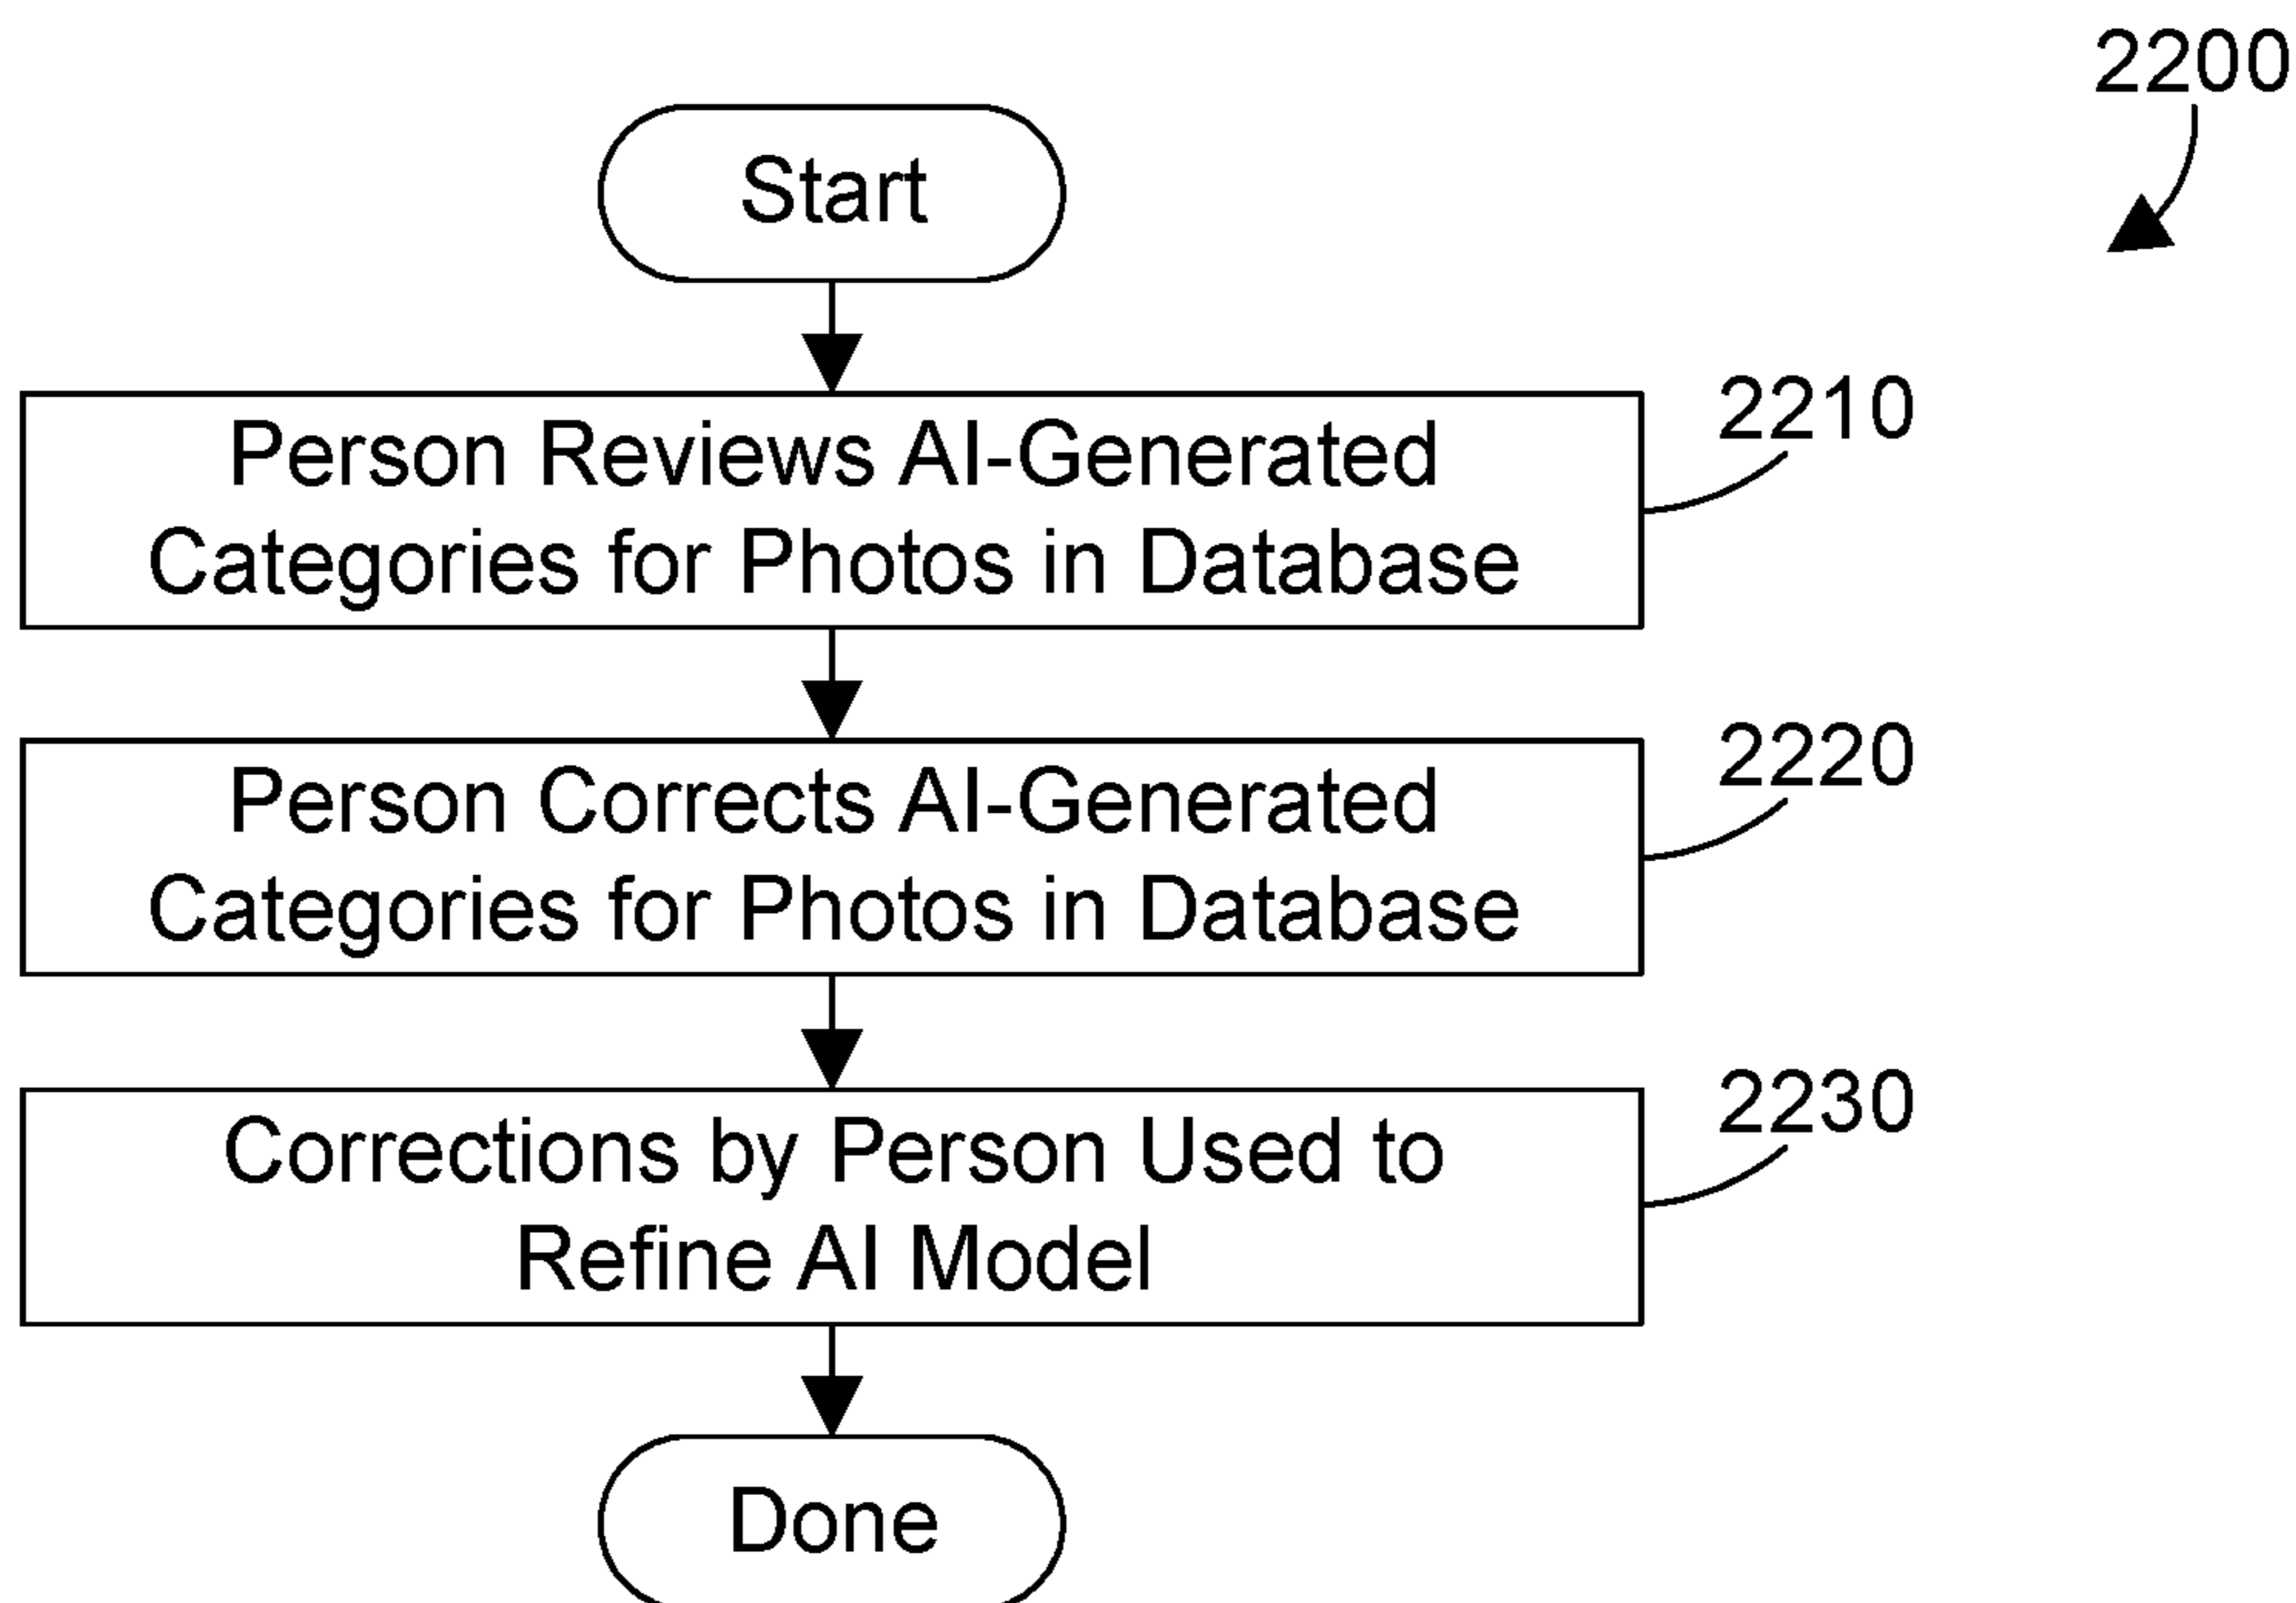 2200
Start
Person Reviews AI-Generated
Categories for Photos in Database
2210
Person Corrects AI-Generated
Categories for Photos in Database
2220
Corrections by Person Used to
Refine AI Model
2230
Done